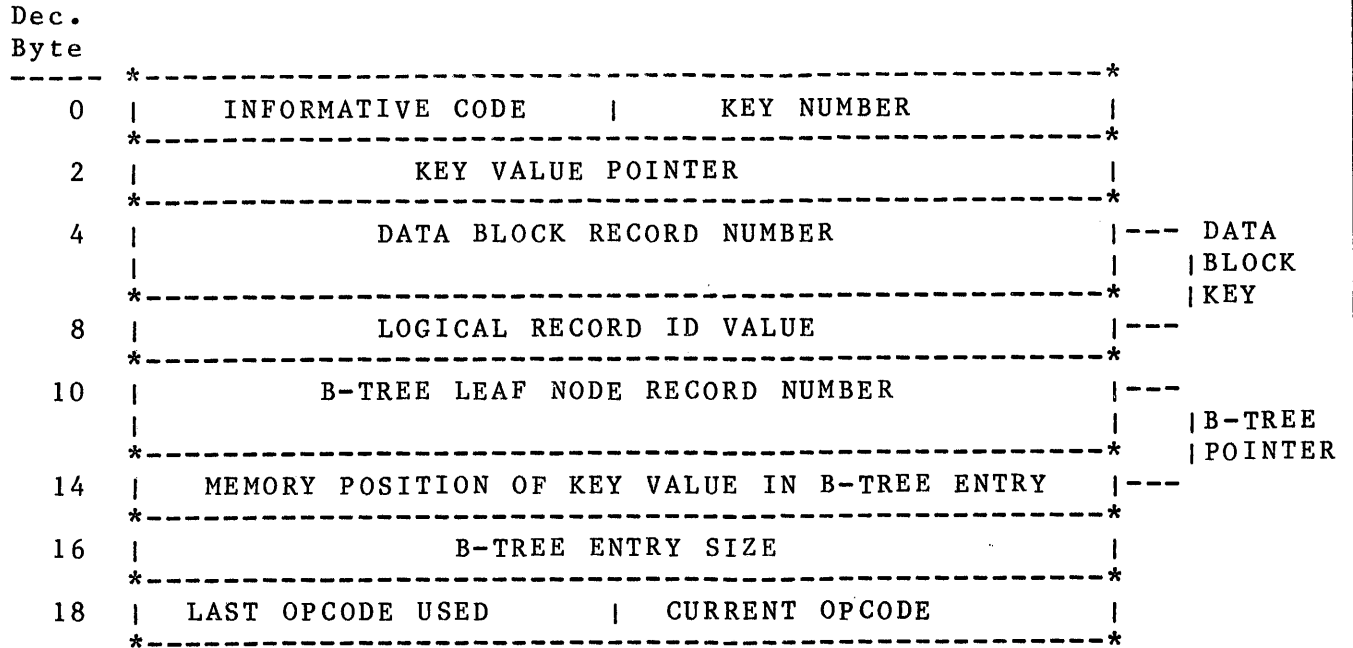 Dec.
Byte
----- *---------------------------------------------------*
0 | INFORMATIVE CODE | KEY NUMBER |
*---------------------------------------------------*
2 | KEY VALUE POINTER |
*---------------------------------------------------*
4 | DATA BLOCK RECORD NUMBER |--- DATA
| | |BLOCK
*---------------------------------------------------* |KEY
8 | LOGICAL RECORD ID VALUE |---
*---------------------------------------------------*
10 | B-TREE LEAF NODE RECORD NUMBER |---
| | |B-TREE
*---------------------------------------------------* |POINTER
14 | MEMORY POSITION OF KEY VALUE IN B-TREE ENTRY |---
*---------------------------------------------------*
16 | B-TREE ENTRY SIZE |
*---------------------------------------------------*
18 | LAST OPCODE USED | CURRENT OPCODE |
*---------------------------------------------------*